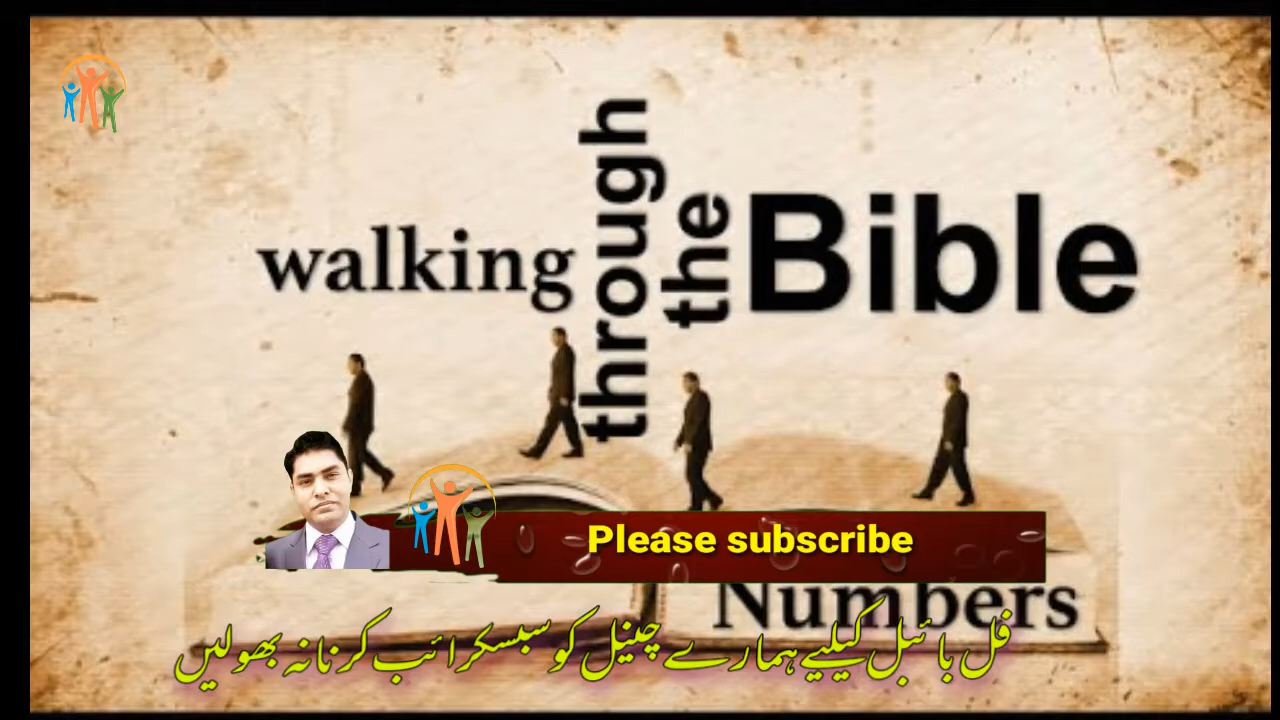 walking through the Bible
Please subscribe
Numbers
فل بائبل کیلیے ہمارے چینل کو سبسکرائب کرنا نہ بھولیں